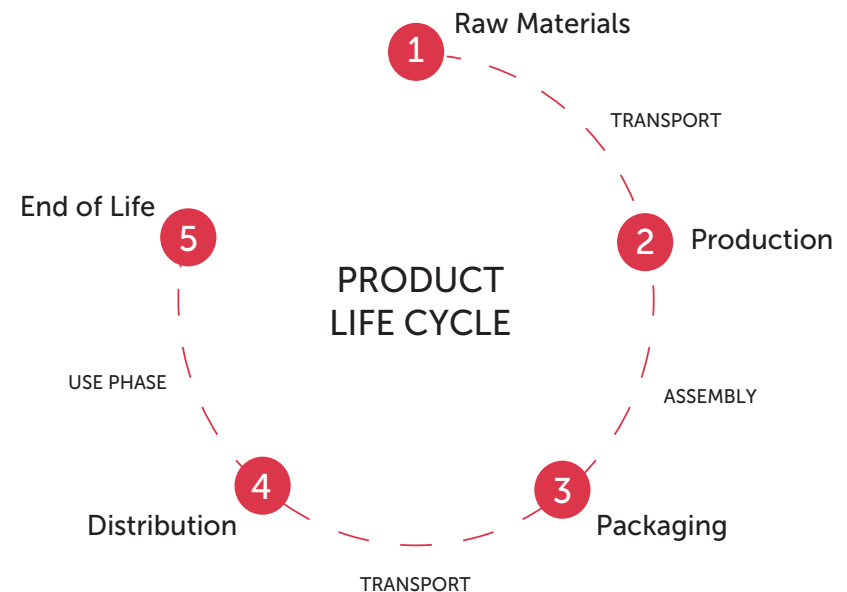 1
Raw Materials
TRANSPORT
2
Production
ASSEMBLY
3
Packaging
TRANSPORT
4
Distribution
USE PHASE
5
End of Life
PRODUCT
LIFE CYCLE